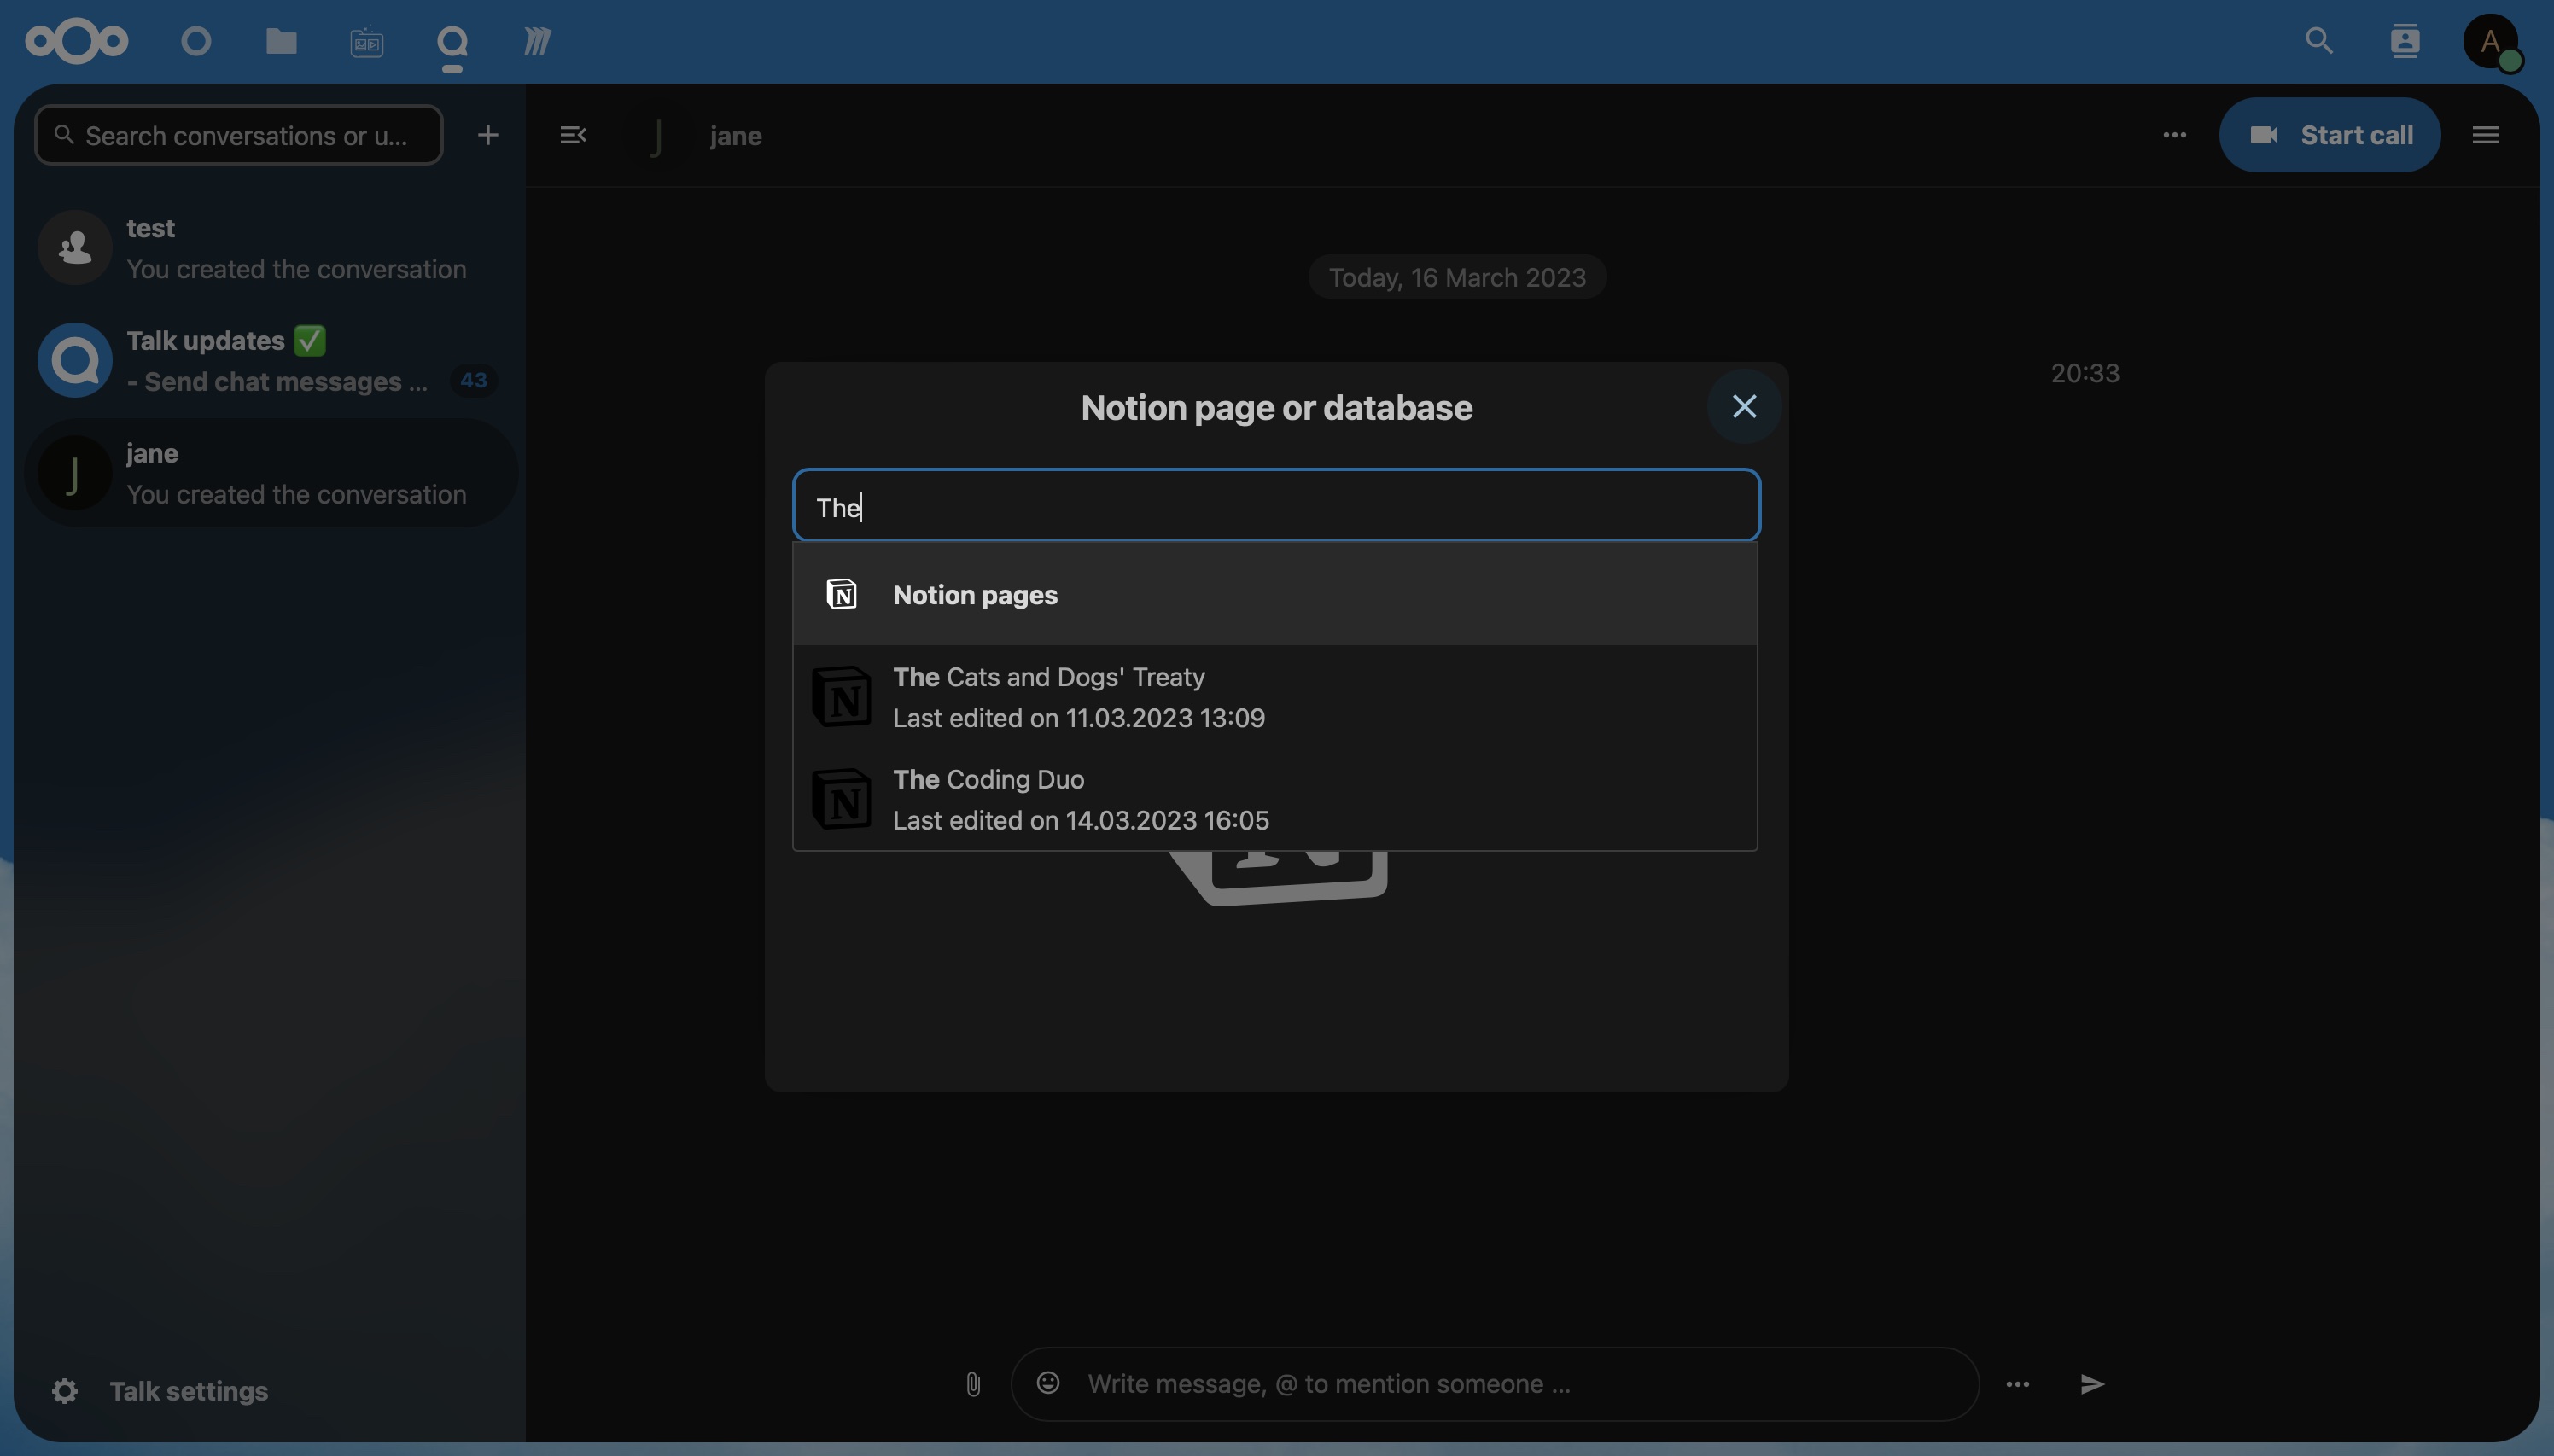 A
Search conversations or u...
J
jane
Start call
test
You created the conversation
Today, 16 March 2023
Talk updates ✅
- Send chat messages ...
43
20:33
J
jane
You created the conversation
Notion page or database
The
N
Notion pages
N
The Cats and Dogs' Treaty
Last edited on 11.03.2023 13:09
N
The Coding Duo
Last edited on 14.03.2023 16:05
Talk settings
Write message, @ to mention someone ...